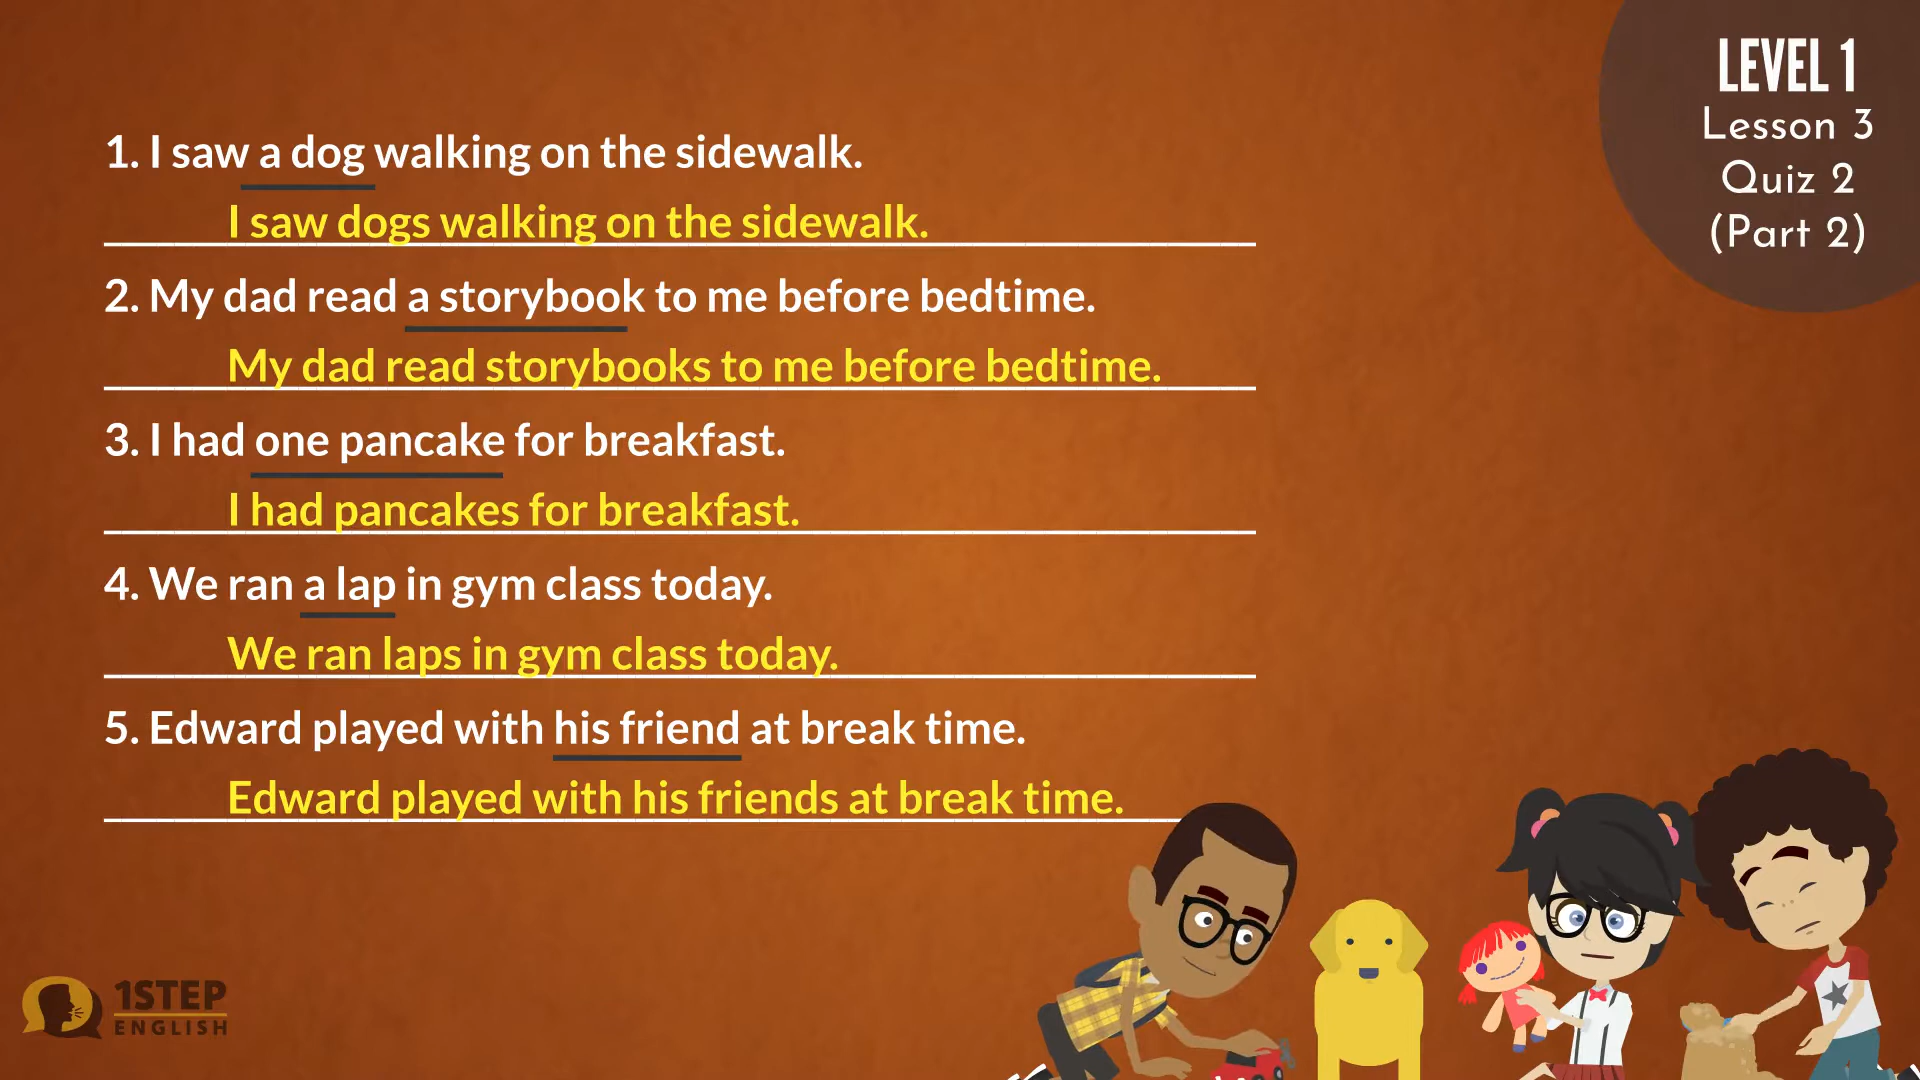 LEVEL 1
Lesson 3
Quiz 2
(Part 2)
1. I saw a dog walking on the sidewalk.
I saw dogs walking on the sidewalk.
2. My dad read a storybook to me before bedtime.
My dad read storybooks to me before bedtime.
3. I had one pancake for breakfast.
I had pancakes for breakfast.
4. We ran a lap in gym class today.
We ran laps in gym class today.
5. Edward played with his friend at break time.
Edward played with his friends at break time.
1STEP
ENGLISH